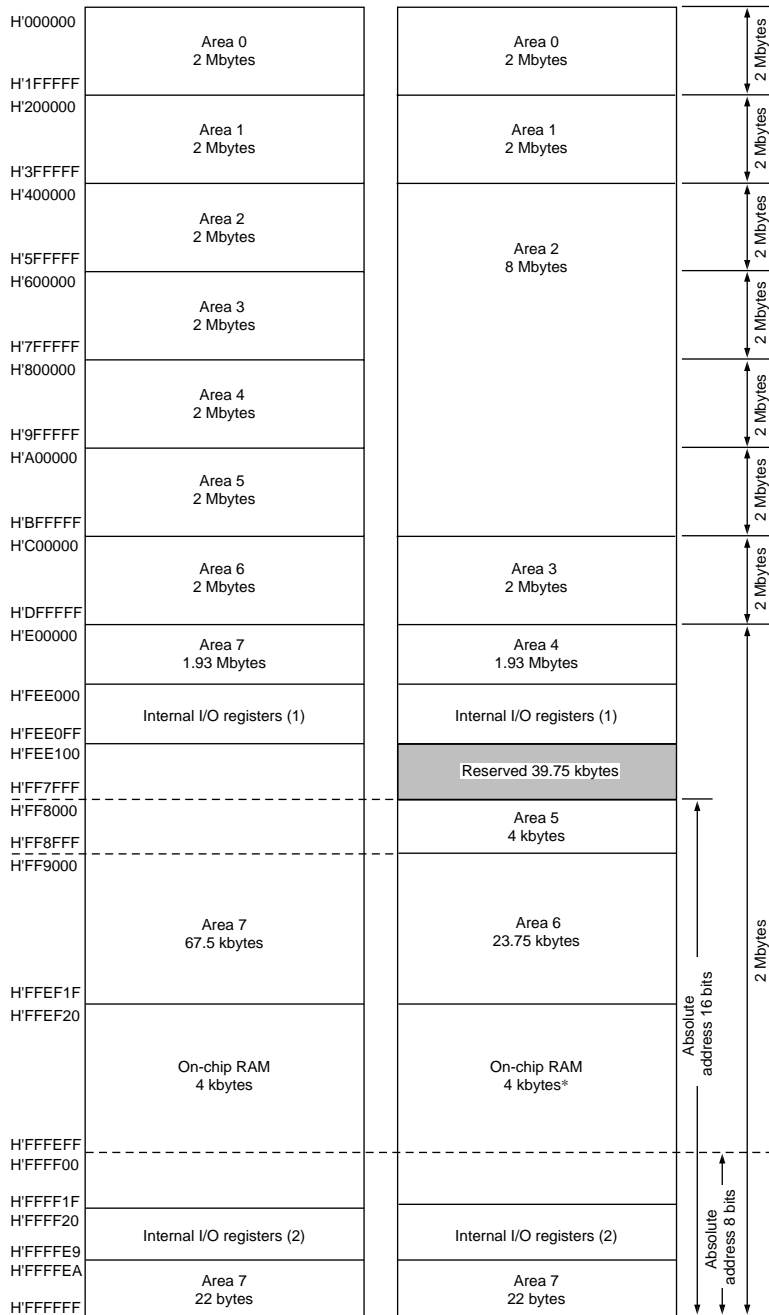 H'000000
Area 0
2 Mbytes
Area 0
2 Mbytes
2 Mbytes
H'1FFFFF
H'200000
Area 1
2 Mbytes
Area 1
2 Mbytes
2 Mbytes
H'3FFFFF
H'400000
Area 2
2 Mbytes
Area 2
8 Mbytes
2 Mbytes
H'5FFFFF
H'600000
Area 3
2 Mbytes
2 Mbytes
H'7FFFFF
H'800000
Area 4
2 Mbytes
2 Mbytes
H'9FFFFF
H'A00000
Area 5
2 Mbytes
2 Mbytes
H'BFFFFF
H'C00000
Area 6
2 Mbytes
Area 3
2 Mbytes
2 Mbytes
H'DFFFFF
H'E00000
Area 7
1.93 Mbytes
Area 4
1.93 Mbytes
H'FEE000
Internal I/O registers (1)
Internal I/O registers (1)
H'FEE0FF
H'FEE100
Reserved 39.75 kbytes
H'FF7FFF
H'FF8000
Area 5
4 kbytes
H'FF8FFF
H'FF9000
Area 7
67.5 kbytes
Area 6
23.75 kbytes
2 Mbytes
H'FFEF1F
H'FFEF20
Absolute
address 16 bits
On-chip RAM
4 kbytes
On-chip RAM
4 kbytes*
H'FFFEFF
H'FFFF00
H'FFFF1F
H'FFFF20
Internal I/O registers (2)
Internal I/O registers (2)
Absolute
address 8 bits
H'FFFFE9
H'FFFFEA
Area 7
22 bytes
Area 7
22 bytes
H'FFFFFF